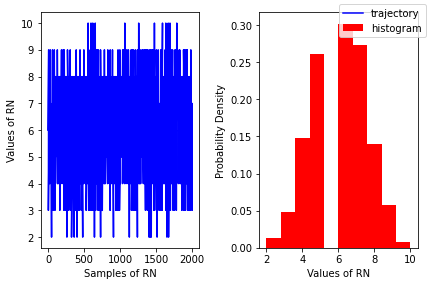 trajectory
histogram
10
9
8
7
6
5
4
3
2
Values of RN
0 500 1000 1500 2000
Samples of RN
0.30
0.25
0.20
0.15
0.10
0.05
0.00
Probability Density
2 4 6 8 10
Values of RN